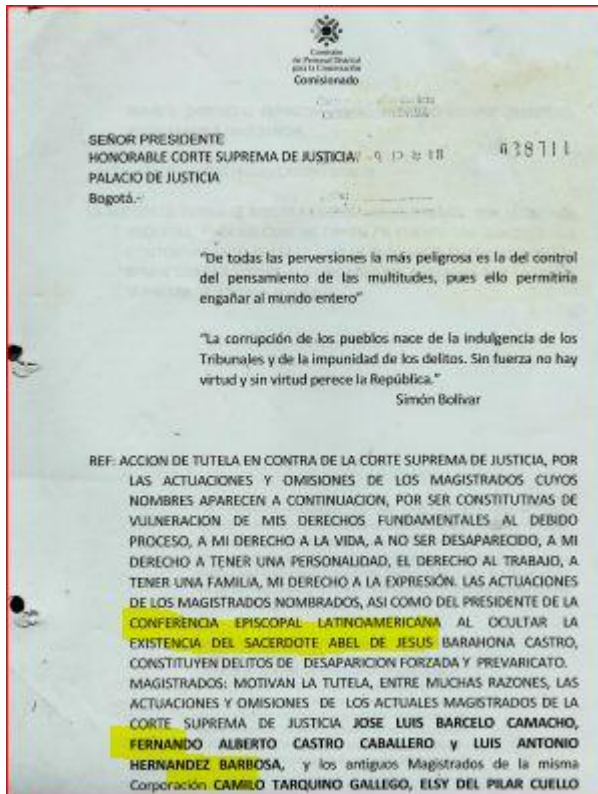 Comisión
de Personal Distrital
para la Conservación
Comisionado
SEÑOR PRESIDENTE
HONORABLE CORTE SUPREMA DE JUSTICIA.
PALACIO DE JUSTICIA
Bogotá.-
"De todas las perversiones la más peligrosa es la del control
del pensamiento de las multitudes, pues ello permitiría
engañar al mundo entero"
"La corrupción de los pueblos nace de la indulgencia de los
Tribunales y de la impunidad de los delitos. Sin fuerza no hay
virtud y sin virtud perece la República."
Simón Bolívar
REF: ACCION DE TUTELA EN CONTRA DE LA CORTE SUPREMA DE JUSTICIA, POR
LAS ACTUACIONES Y OMISIONES DE LOS MAGISTRADOS CUYOS
NOMBRES APARECEN A CONTINUACION, POR SER CONSTITUTIVAS DE
VULNERACION DE MIS DERECHOS FUNDAMENTALES AL DEBIDO
PROCESO, A MI DERECHO A LA VIDA, A NO SER DESAPARECIDO, A MI
DERECHO A TENER UNA PERSONALIDAD, EL DERECHO AL TRABAJO, A
TENER UNA FAMILIA, MI DERECHO A LA EXPRESIÓN. LAS ACTUACIONES
DE LOS MAGISTRADOS NOMBRADOS, ASI COMO DEL PRESIDENTE DE LA
CONFERENCIA EPISCOPAL LATINOAMERICANA AL OCULTAR LA
EXISTENCIA DEL SACERDOTE ABEL DE JESUS BARAHONA CASTRO,
CONSTITUYEN DELITOS DE DESAPARICION FORZADA Y PREVARICATO.
MAGISTRADOS: MOTIVAN LA TUTELA, ENTRE MUCHAS RAZONES, LAS
ACTUACIONES Y OMISIONES DE LOS ACTUALES MAGISTRADOS DE LA
CORTE SUPREMA DE JUSTICIA JOSE LUIS BARCELO CAMACHO,
FERNANDO ALBERTO CASTRO CABALLERO y LUIS ANTONIO
HERNANDEZ BARBOSA, y los antiguos Magistrados de la misma
Corporación CAMILO TARQUINO GALLEGO, ELSY DEL PILAR CUELLO